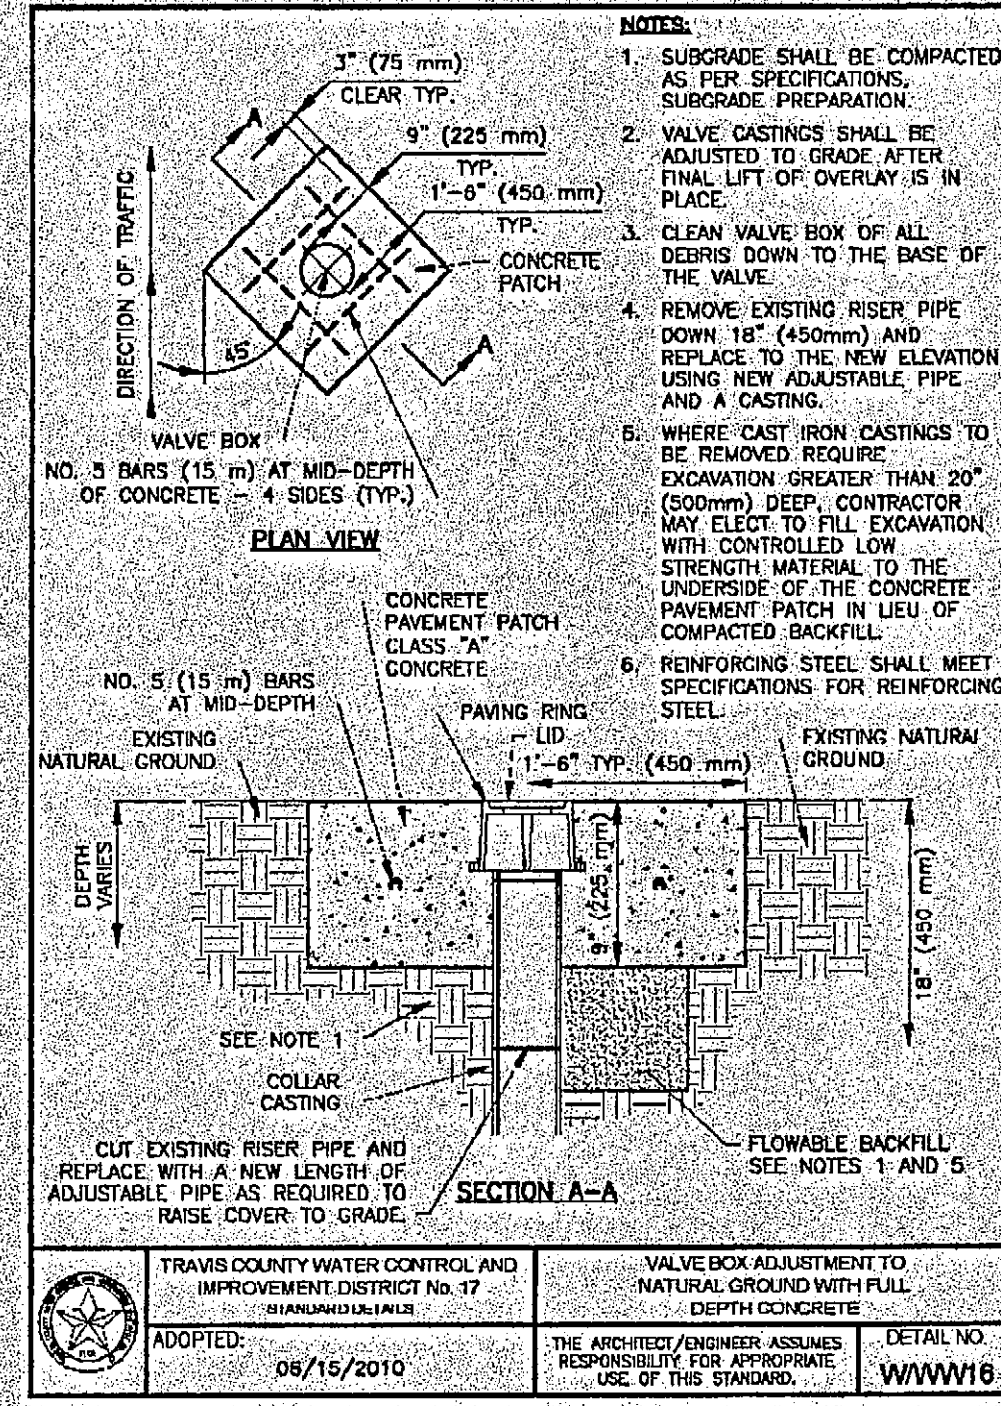 3" (75 mm)
CLEAR TYP.
A
9" (225 mm)
TYP.
1'-6" (450 mm)
TYP.
CONCRETE
PATCH
DIRECTION OF TRAFFIC
45°
A
VALVE BOX
NO. 5 BARS (15 m) AT MID-DEPTH
OF CONCRETE - 4 SIDES (TYP.)
PLAN VIEW
NOTES:
1. SUBGRADE SHALL BE COMPACTED
AS PER SPECIFICATIONS,
SUBGRADE PREPARATION.
2. VALVE CASTINGS SHALL BE
ADJUSTED TO GRADE AFTER
FINAL LIFT OF OVERLAY IS IN
PLACE.
3. CLEAN VALVE BOX OF ALL
DEBRIS DOWN TO THE BASE OF
THE VALVE.
4. REMOVE EXISTING RISER PIPE
DOWN 18" (450mm) AND
REPLACE TO THE NEW ELEVATION
USING NEW ADJUSTABLE PIPE
AND A CASTING.
5. WHERE CAST IRON CASTINGS TO
BE REMOVED REQUIRE
EXCAVATION GREATER THAN 20"
(500mm) DEEP, CONTRACTOR
MAY ELECT TO FILL EXCAVATION
WITH CONTROLLED LOW
STRENGTH MATERIAL TO THE
UNDERSIDE OF THE CONCRETE
PAVEMENT PATCH IN LIEU OF
COMPACTED BACKFILL.
6. REINFORCING STEEL SHALL MEET
SPECIFICATIONS FOR REINFORCING
STEEL.
CONCRETE
PAVEMENT PATCH
CLASS "A"
CONCRETE
NO. 5 (15 m) BARS
AT MID-DEPTH
EXISTING
NATURAL GROUND
PAVING RING
LID
1'-6" TYP. (450 mm)
EXISTING NATURAL
GROUND
DEPTH
VARIES
9" (225 mm)
18" (450 mm)
SEE NOTE 1
COLLAR
CASTING
CUT EXISTING RISER PIPE AND
REPLACE WITH A NEW LENGTH OF
ADJUSTABLE PIPE AS REQUIRED TO
RAISE COVER TO GRADE.
SECTION A-A
FLOWABLE BACKFILL
SEE NOTES 1 AND 5
TRAVIS COUNTY WATER CONTROL AND
IMPROVEMENT DISTRICT No. 17
STANDARD DETAILS
VALVE BOX ADJUSTMENT TO
NATURAL GROUND WITH FULL
DEPTH CONCRETE
ADOPTED:
06/15/2010
THE ARCHITECT/ENGINEER ASSUMES
RESPONSIBILITY FOR APPROPRIATE
USE OF THIS STANDARD.
DETAIL NO.
W/WW16